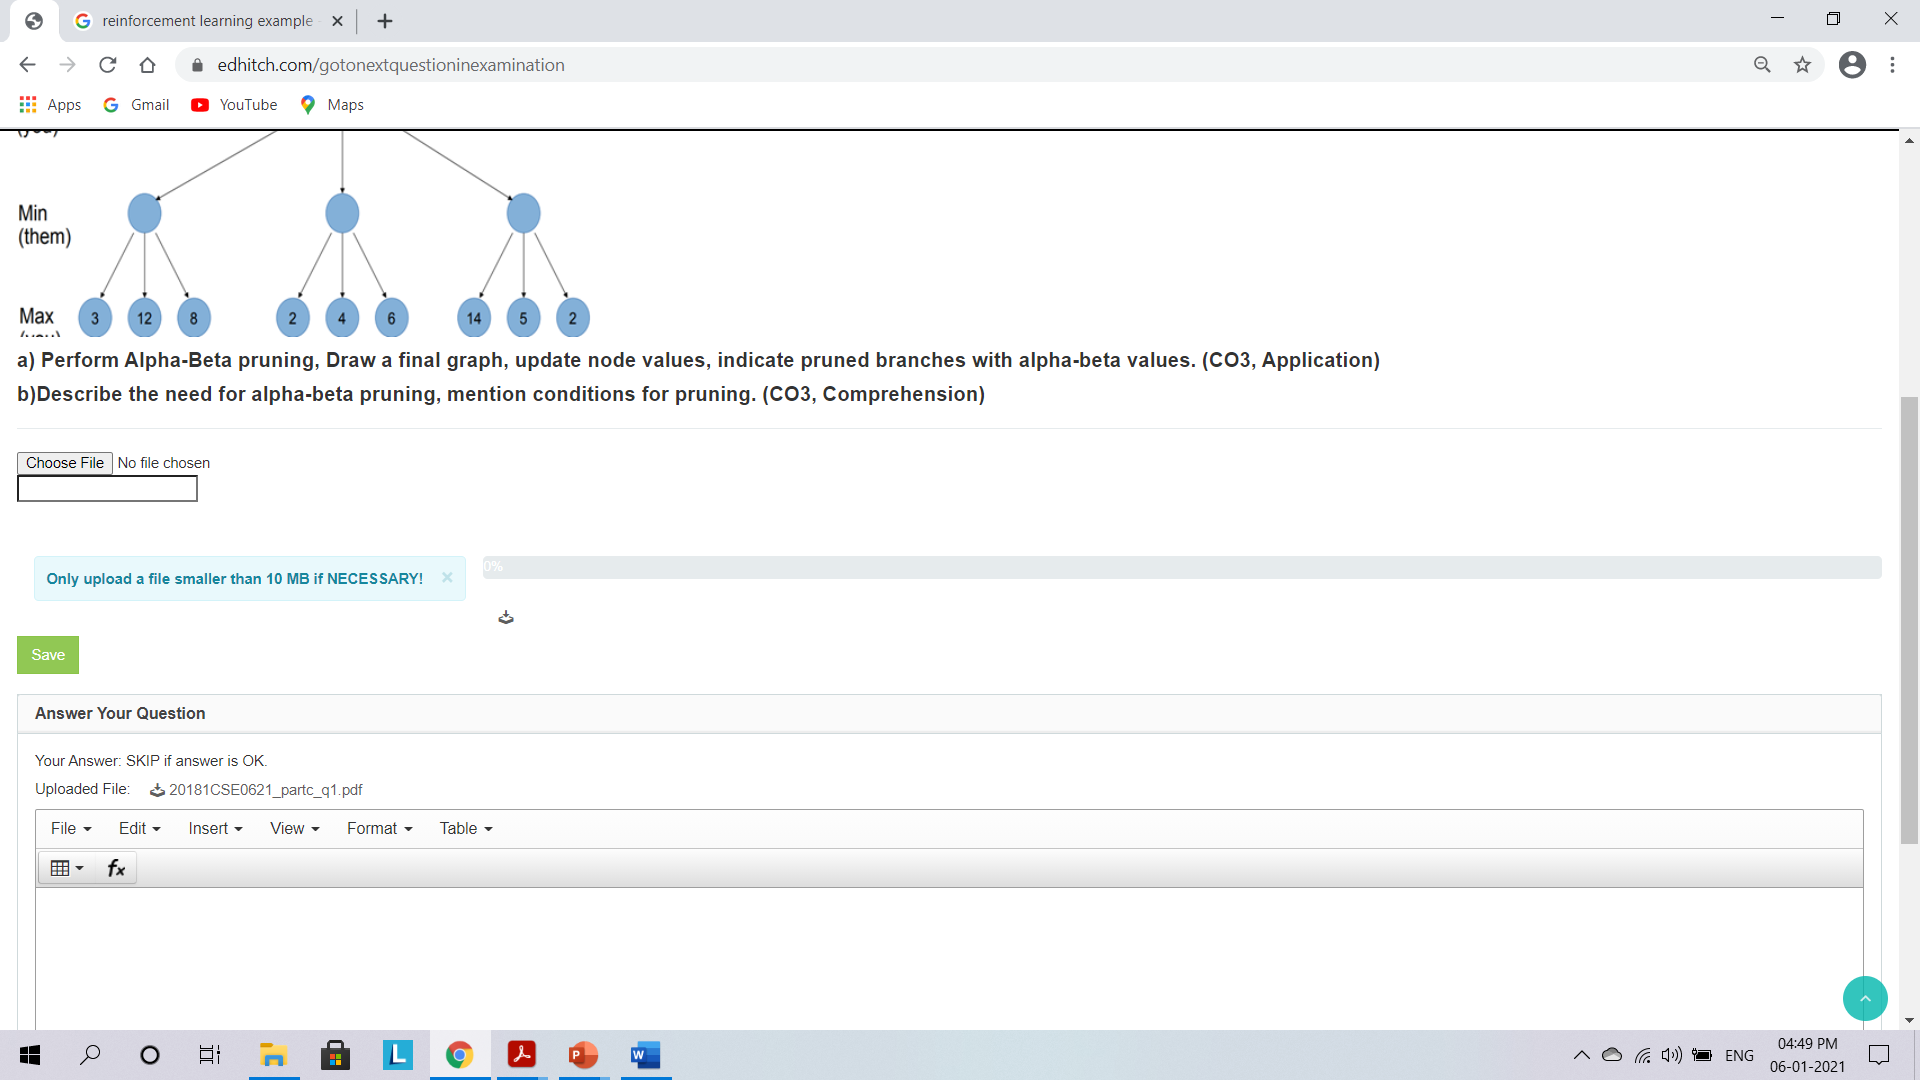 reinforcement learning example
edhitch.com/gotonextquestioninexamination
Apps Gmail YouTube Maps
Min
(them)
Max 3 12 8 2 4 6 14 5 2
a) Perform Alpha-Beta pruning, Draw a final graph, update node values, indicate pruned branches with alpha-beta values. (CO3, Application)
b)Describe the need for alpha-beta pruning, mention conditions for pruning. (CO3, Comprehension)
Choose File No file chosen
Only upload a file smaller than 10 MB if NECESSARY! ×
0%
Save
Answer Your Question
Your Answer: SKIP if answer is OK.
Uploaded File: 20181CSE0621_partc_q1.pdf
File Edit Insert View Format Table
fx
ENG
04:49 PM
06-01-2021